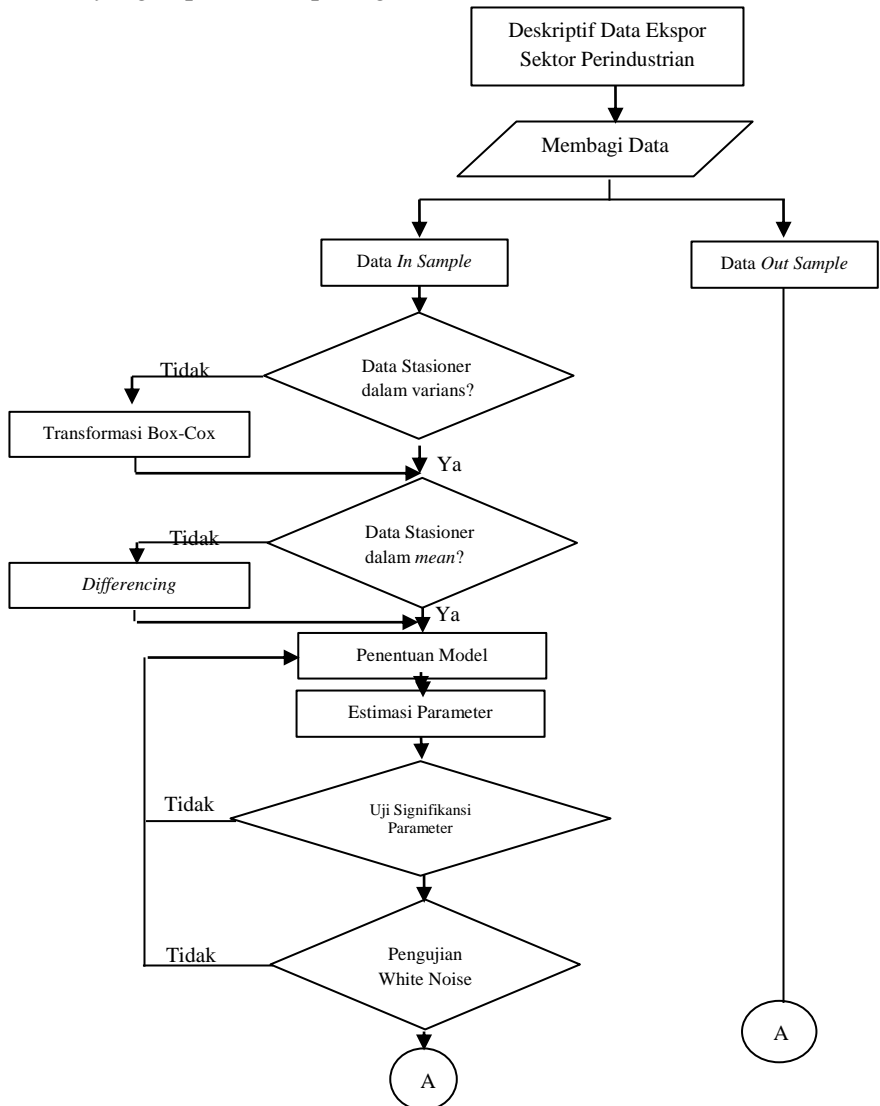 Deskriptif Data Ekspor
Sektor Perindustrian
Membagi Data
Data In Sample
Data Out Sample
Data Stasioner
dalam varians?
Tidak
Transformasi Box-Cox
Ya
Data Stasioner
dalam mean?
Tidak
Differencing
Ya
Penentuan Model
Estimasi Parameter
Uji Signifikansi
Parameter
Tidak
Pengujian
White Noise
Tidak
A
A